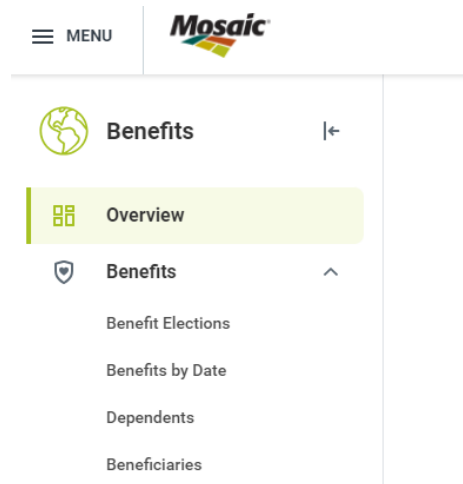 MENU
Mosaic
Benefits
Overview
Benefits
Benefit Elections
Benefits by Date
Dependents
Beneficiaries